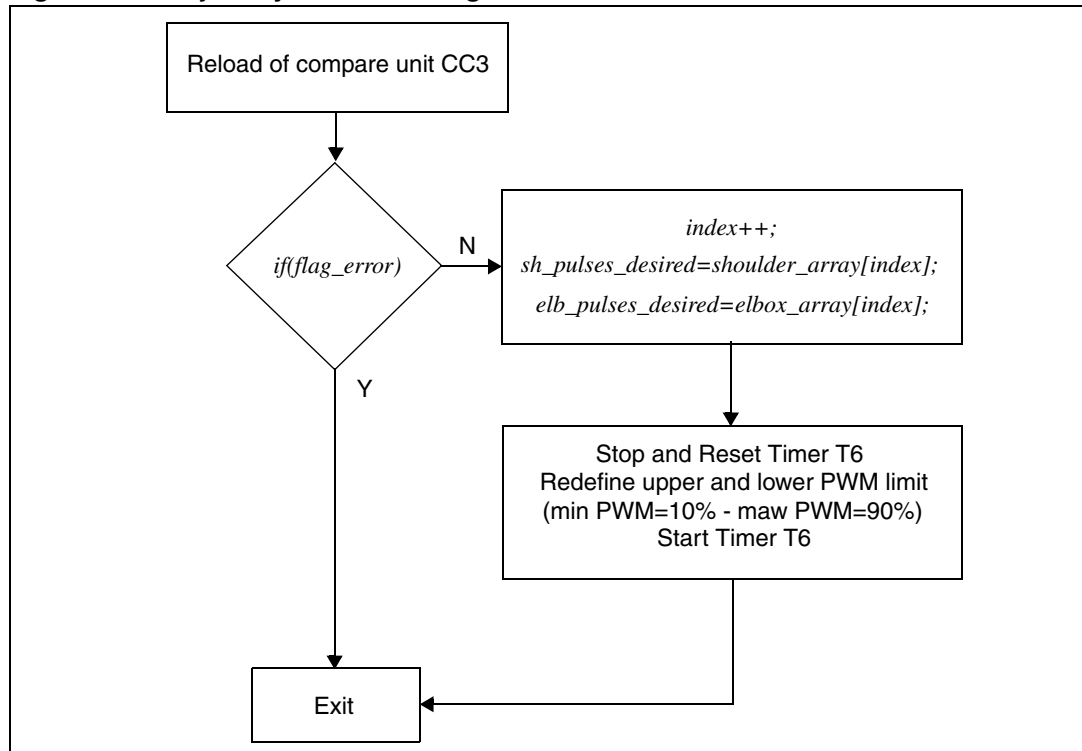 Reload of compare unit CC3
if(flag_error)
N
index++;
sh_pulses_desired=shoulder_array[index];
elb_pulses_desired=elbox_array[index];
Y
Stop and Reset Timer T6
Redefine upper and lower PWM limit
(min PWM=10% - maw PWM=90%)
Start Timer T6
Exit